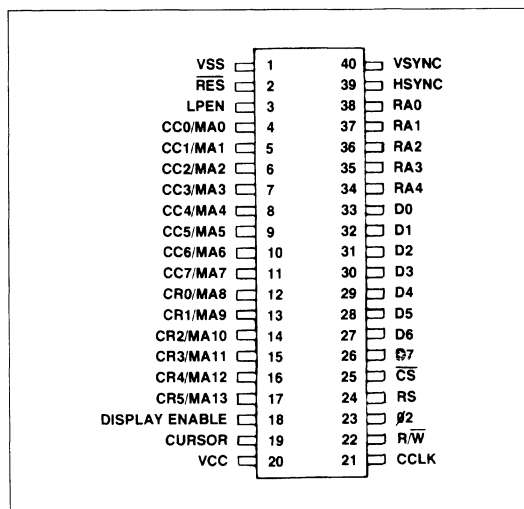 VSS 1 40 VSYNC
R̅E̅S̅ 2 39 HSYNC
LPEN 3 38 RA0
CC0/MA0 4 37 RA1
CC1/MA1 5 36 RA2
CC2/MA2 6 35 RA3
CC3/MA3 7 34 RA4
CC4/MA4 8 33 D0
CC5/MA5 9 32 D1
CC6/MA6 10 31 D2
CC7/MA7 11 30 D3
CR0/MA8 12 29 D4
CR1/MA9 13 28 D5
CR2/MA10 14 27 D6
CR3/MA11 15 26 D7
CR4/MA12 16 25 C̅S̅
CR5/MA13 17 24 RS
DISPLAY ENABLE 18 23 Ø2
CURSOR 19 22 R/W̅
VCC 20 21 CCLK